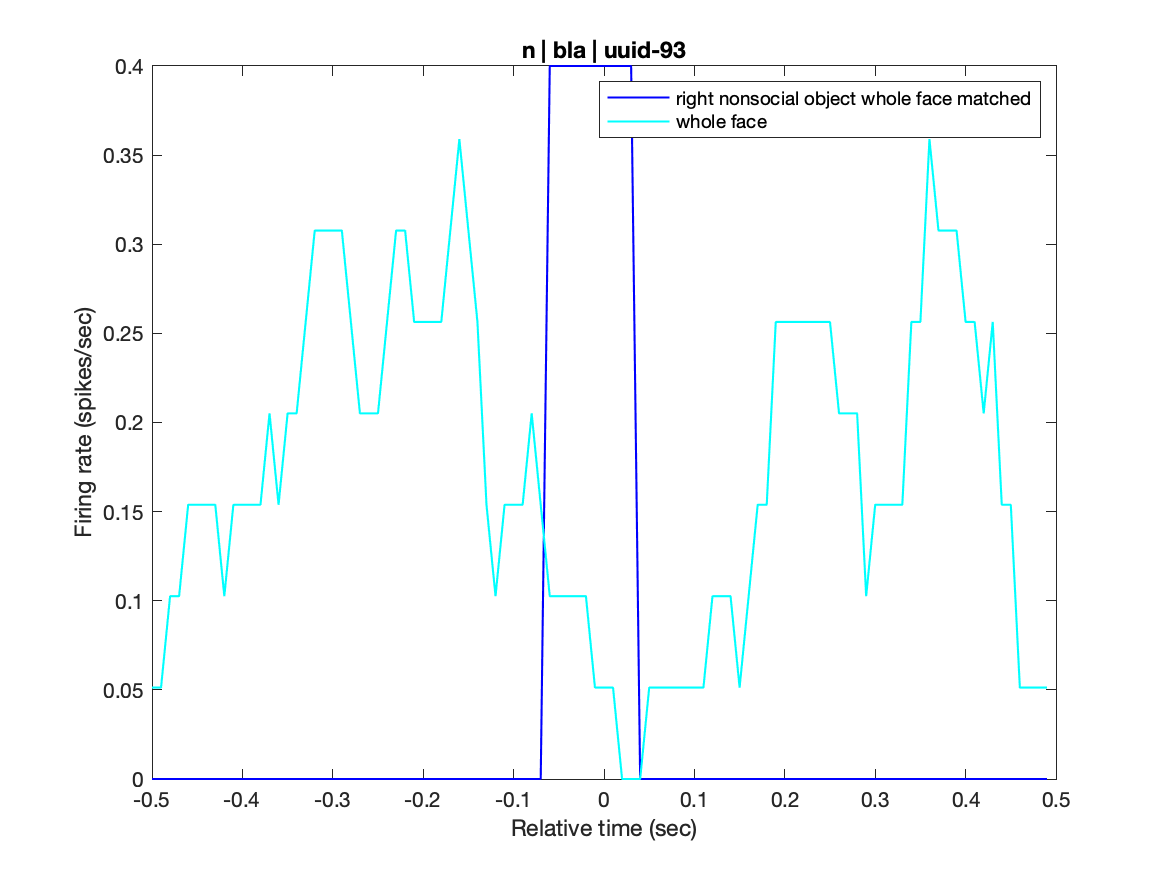 n | bla | uuid-93
right nonsocial object whole face matched
whole face
Firing rate (spikes/sec)
0.4
0.35
0.3
0.25
0.2
0.15
0.1
0.05
0
-0.5 -0.4 -0.3 -0.2 -0.1 0 0.1 0.2 0.3 0.4 0.5
Relative time (sec)